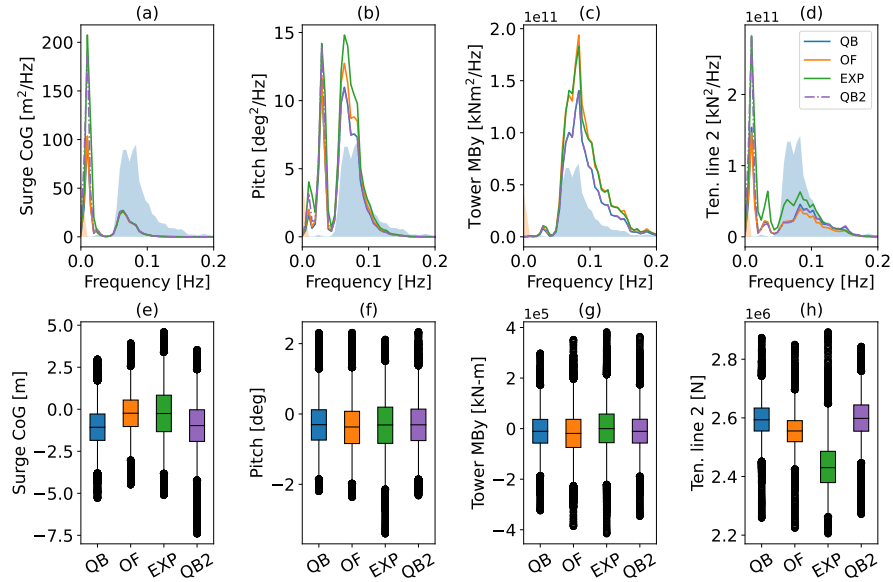 (a)
(b)
(c)
(d)
1e11
1e11
Surge CoG [m²/Hz]
200
150
100
50
0
0.0
0.1
0.2
Frequency [Hz]
Pitch [deg²/Hz]
15
10
5
0
0.0
0.1
0.2
Frequency [Hz]
Tower MBy [kNm²/Hz]
2.0
1.5
1.0
0.5
0.0
0.0
0.1
0.2
Frequency [Hz]
Ten. line 2 [kN²/Hz]
2
1
0
0.0
0.1
0.2
Frequency [Hz]
QB
OF
EXP
QB2
(e)
(f)
(g)
(h)
1e5
1e6
Surge CoG [m]
5.0
2.5
0.0
−2.5
−5.0
−7.5
QB
OF
EXP
QB2
Pitch [deg]
2
0
−2
QB
OF
EXP
QB2
Tower MBy [kN-m]
4
2
0
−2
−4
QB
OF
EXP
QB2
Ten. line 2 [N]
2.8
2.6
2.4
2.2
QB
OF
EXP
QB2